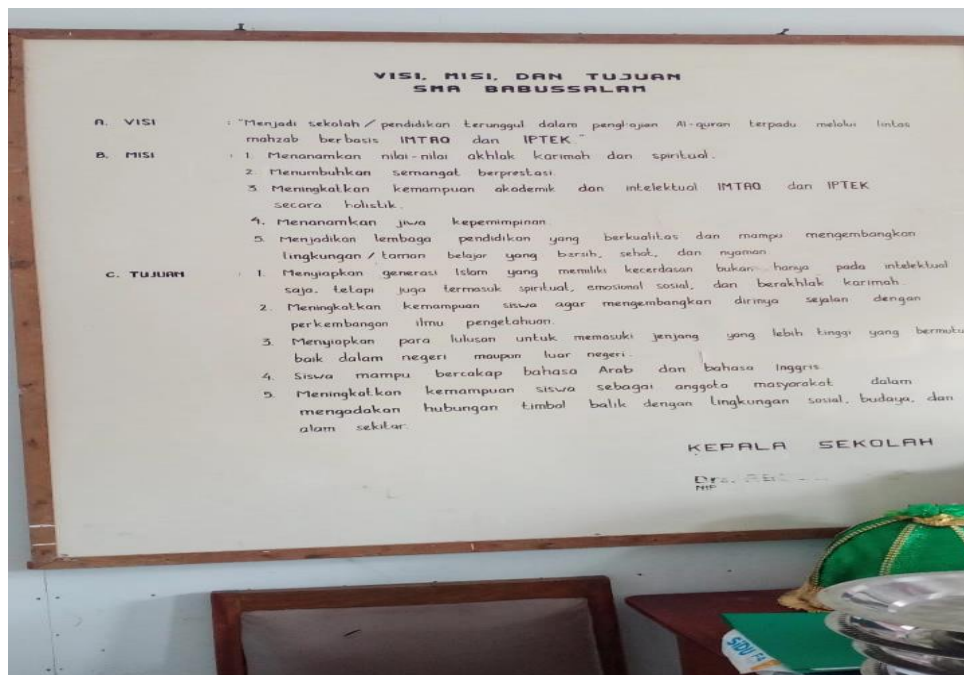 VISI, MISI, DAN TUJUAN
SMA BABUSSALAM
A. VISI : "Menjadi sekolah / pendidikan terunggul dalam pengkajian Al-quran terpadu melalui lintas
mahzab berbasis IMTAQ dan IPTEK."
B. MISI : 1. Menanamkan nilai-nilai akhlak karimah dan spiritual.
2. Menumbuhkan semangat berprestasi.
3. Meningkatkan kemampuan akademik dan intelektual IMTAQ dan IPTEK
secara holistik.
4. Menanamkan jiwa kepemimpinan.
5. Menjadikan lembaga pendidikan yang berkualitas dan mampu mengembangkan
lingkungan / taman belajar yang bersih, sehat, dan nyaman
C. TUJUAN : 1. Menyiapkan generasi Islam yang memiliki kecerdasan bukan hanya pada intelektual
saja, tetapi juga termasuk spiritual, emosional sosial, dan berakhlak karimah.
2. Meningkatkan kemampuan siswa agar mengembangkan dirinya sejalan dengan
perkembangan ilmu pengetahuan.
3. Menyiapkan para lulusan untuk memasuki jenjang yang lebih tinggi yang bermutu
baik dalam negeri maupun luar negeri.
4. Siswa mampu bercakap bahasa Arab dan bahasa Inggris.
5. Meningkatkan kemampuan siswa sebagai anggota masyarakat dalam
mengadakan hubungan timbal balik dengan lingkungan sosial, budaya, dan
alam sekitar.
KEPALA SEKOLAH
Drs.
NIP
SIDU F4